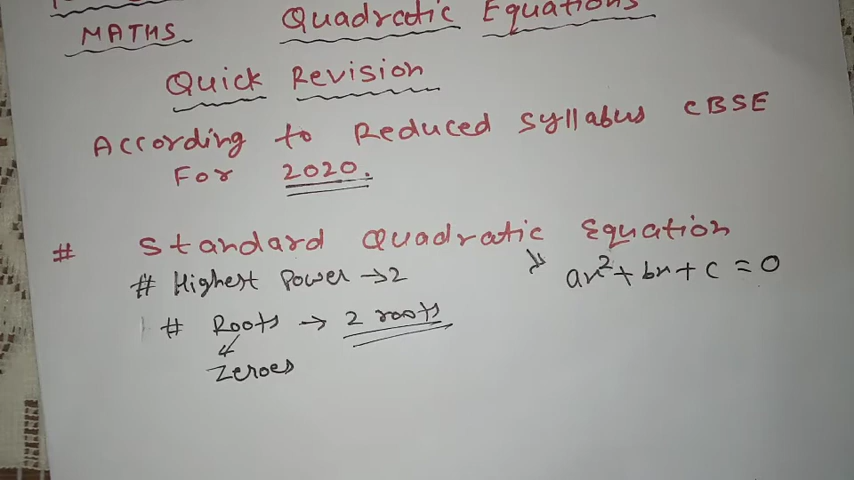 MATHS Quadratic Equations
Quick Revision
According to Reduced Syllabus CBSE
For 2020.
# Standard Quadratic Equation
# Highest Power → 2
ax²+bx+c=0
# Roots → 2 roots
Zeroes